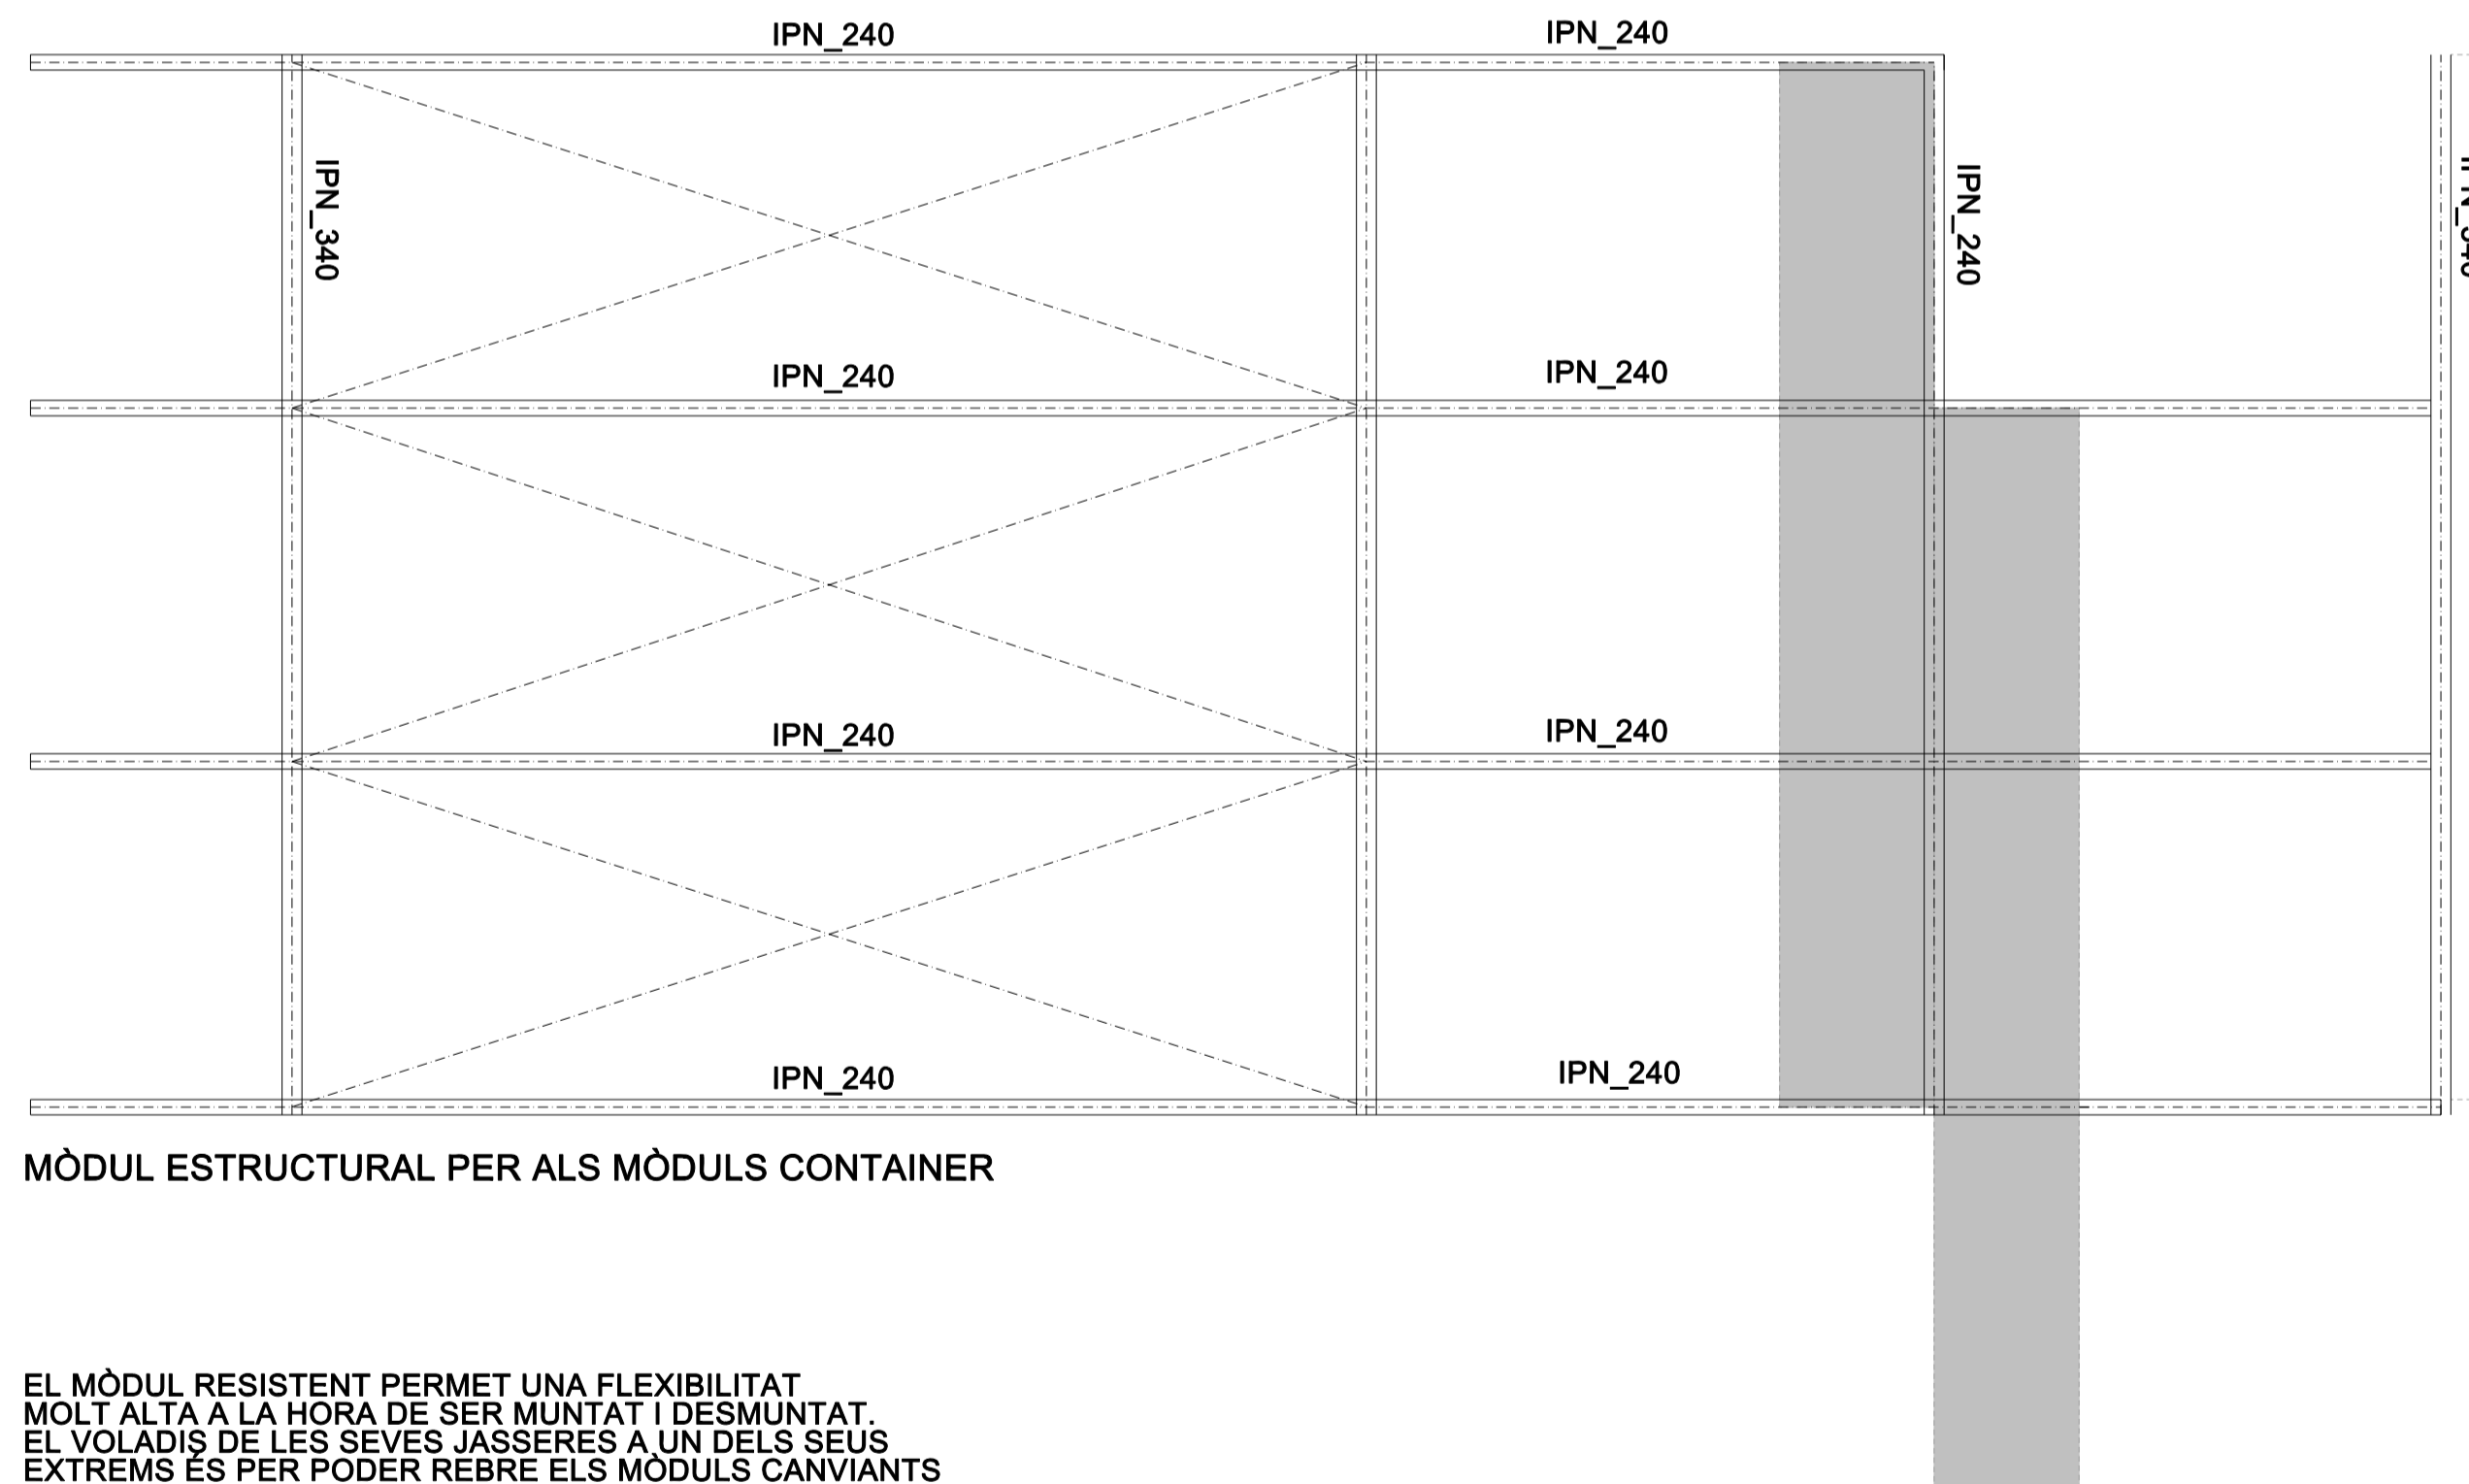 IPN_240
IPN_240
IPN_340
IPN_240
IPN_240
IPN_240
IPN_240
IPN_240
IPN_240
IPN_240
MÒDUL ESTRUCTURAL PER ALS MÒDULS CONTAINER
EL MÒDUL RESISTENT PERMET UNA FLEXIBILITAT
MOLT ALTA A LA HORA DE SER MUNTAT I DESMUNTAT.
EL VOLADÍS DE LES SEVES JASSERES A UN DELS SEUS
EXTREMS ÉS PER PODER REBRE ELS MÒDULS CANVIANTS